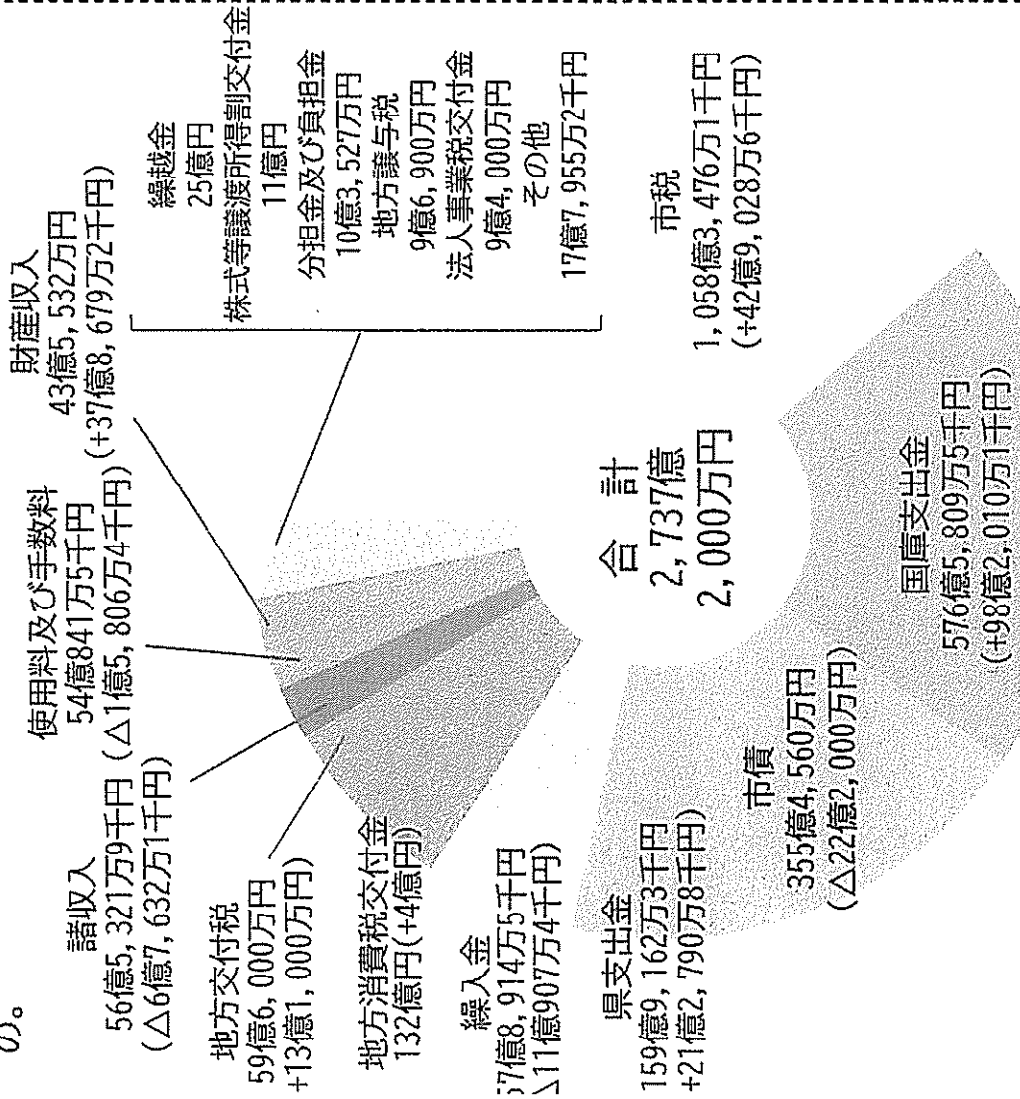 の。
財産収入
43億5,532万円
(+37億8,679万2千円)
使用料及び手数料
54億841万5千円
(△1億5,806万4千円)
諸収入
56億5,321万9千円
(△6億7,632万1千円)
地方交付税
59億6,000万円
+13億1,000万円)
地方消費税交付金
132億円(+4億円)
繰入金
57億8,914万5千円
△11億907万4千円)
県支出金
159億9,162万3千円
+21億2,790万8千円)
市債
355億4,560万円
(△22億2,000万円)
国庫支出金
576億5,809万5千円
(+98億2,010万1千円)
市税
1,058億3,476万1千円
(+42億9,028万6千円)
繰越金
25億円
株式等譲渡所得割交付金
11億円
分担金及び負担金
10億3,527万円
地方譲与税
9億6,900万円
法人事業税交付金
9億4,000万円
その他
17億7,955万2千円
合計
2,737億
2,000万円